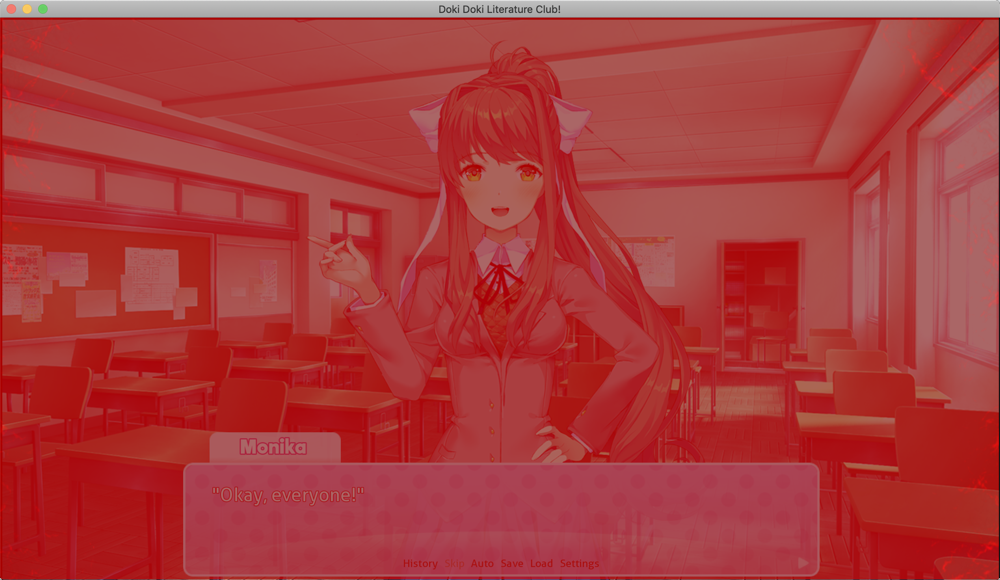 Doki Doki Literature Club!
Monika
"Okay, everyone!"
History Skip Auto Save Load Settings